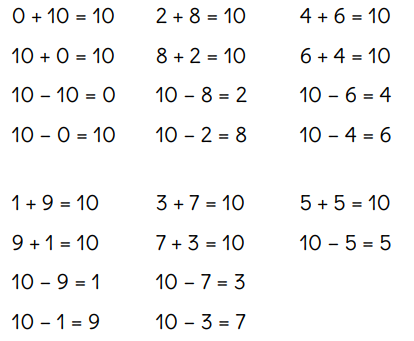 0 + 10 = 10
10 + 0 = 10
10 – 10 = 0
10 – 0 = 10
2 + 8 = 10
8 + 2 = 10
10 – 8 = 2
10 – 2 = 8
4 + 6 = 10
6 + 4 = 10
10 – 6 = 4
10 – 4 = 6
1 + 9 = 10
9 + 1 = 10
10 – 9 = 1
10 – 1 = 9
3 + 7 = 10
7 + 3 = 10
10 – 7 = 3
10 – 3 = 7
5 + 5 = 10
10 – 5 = 5